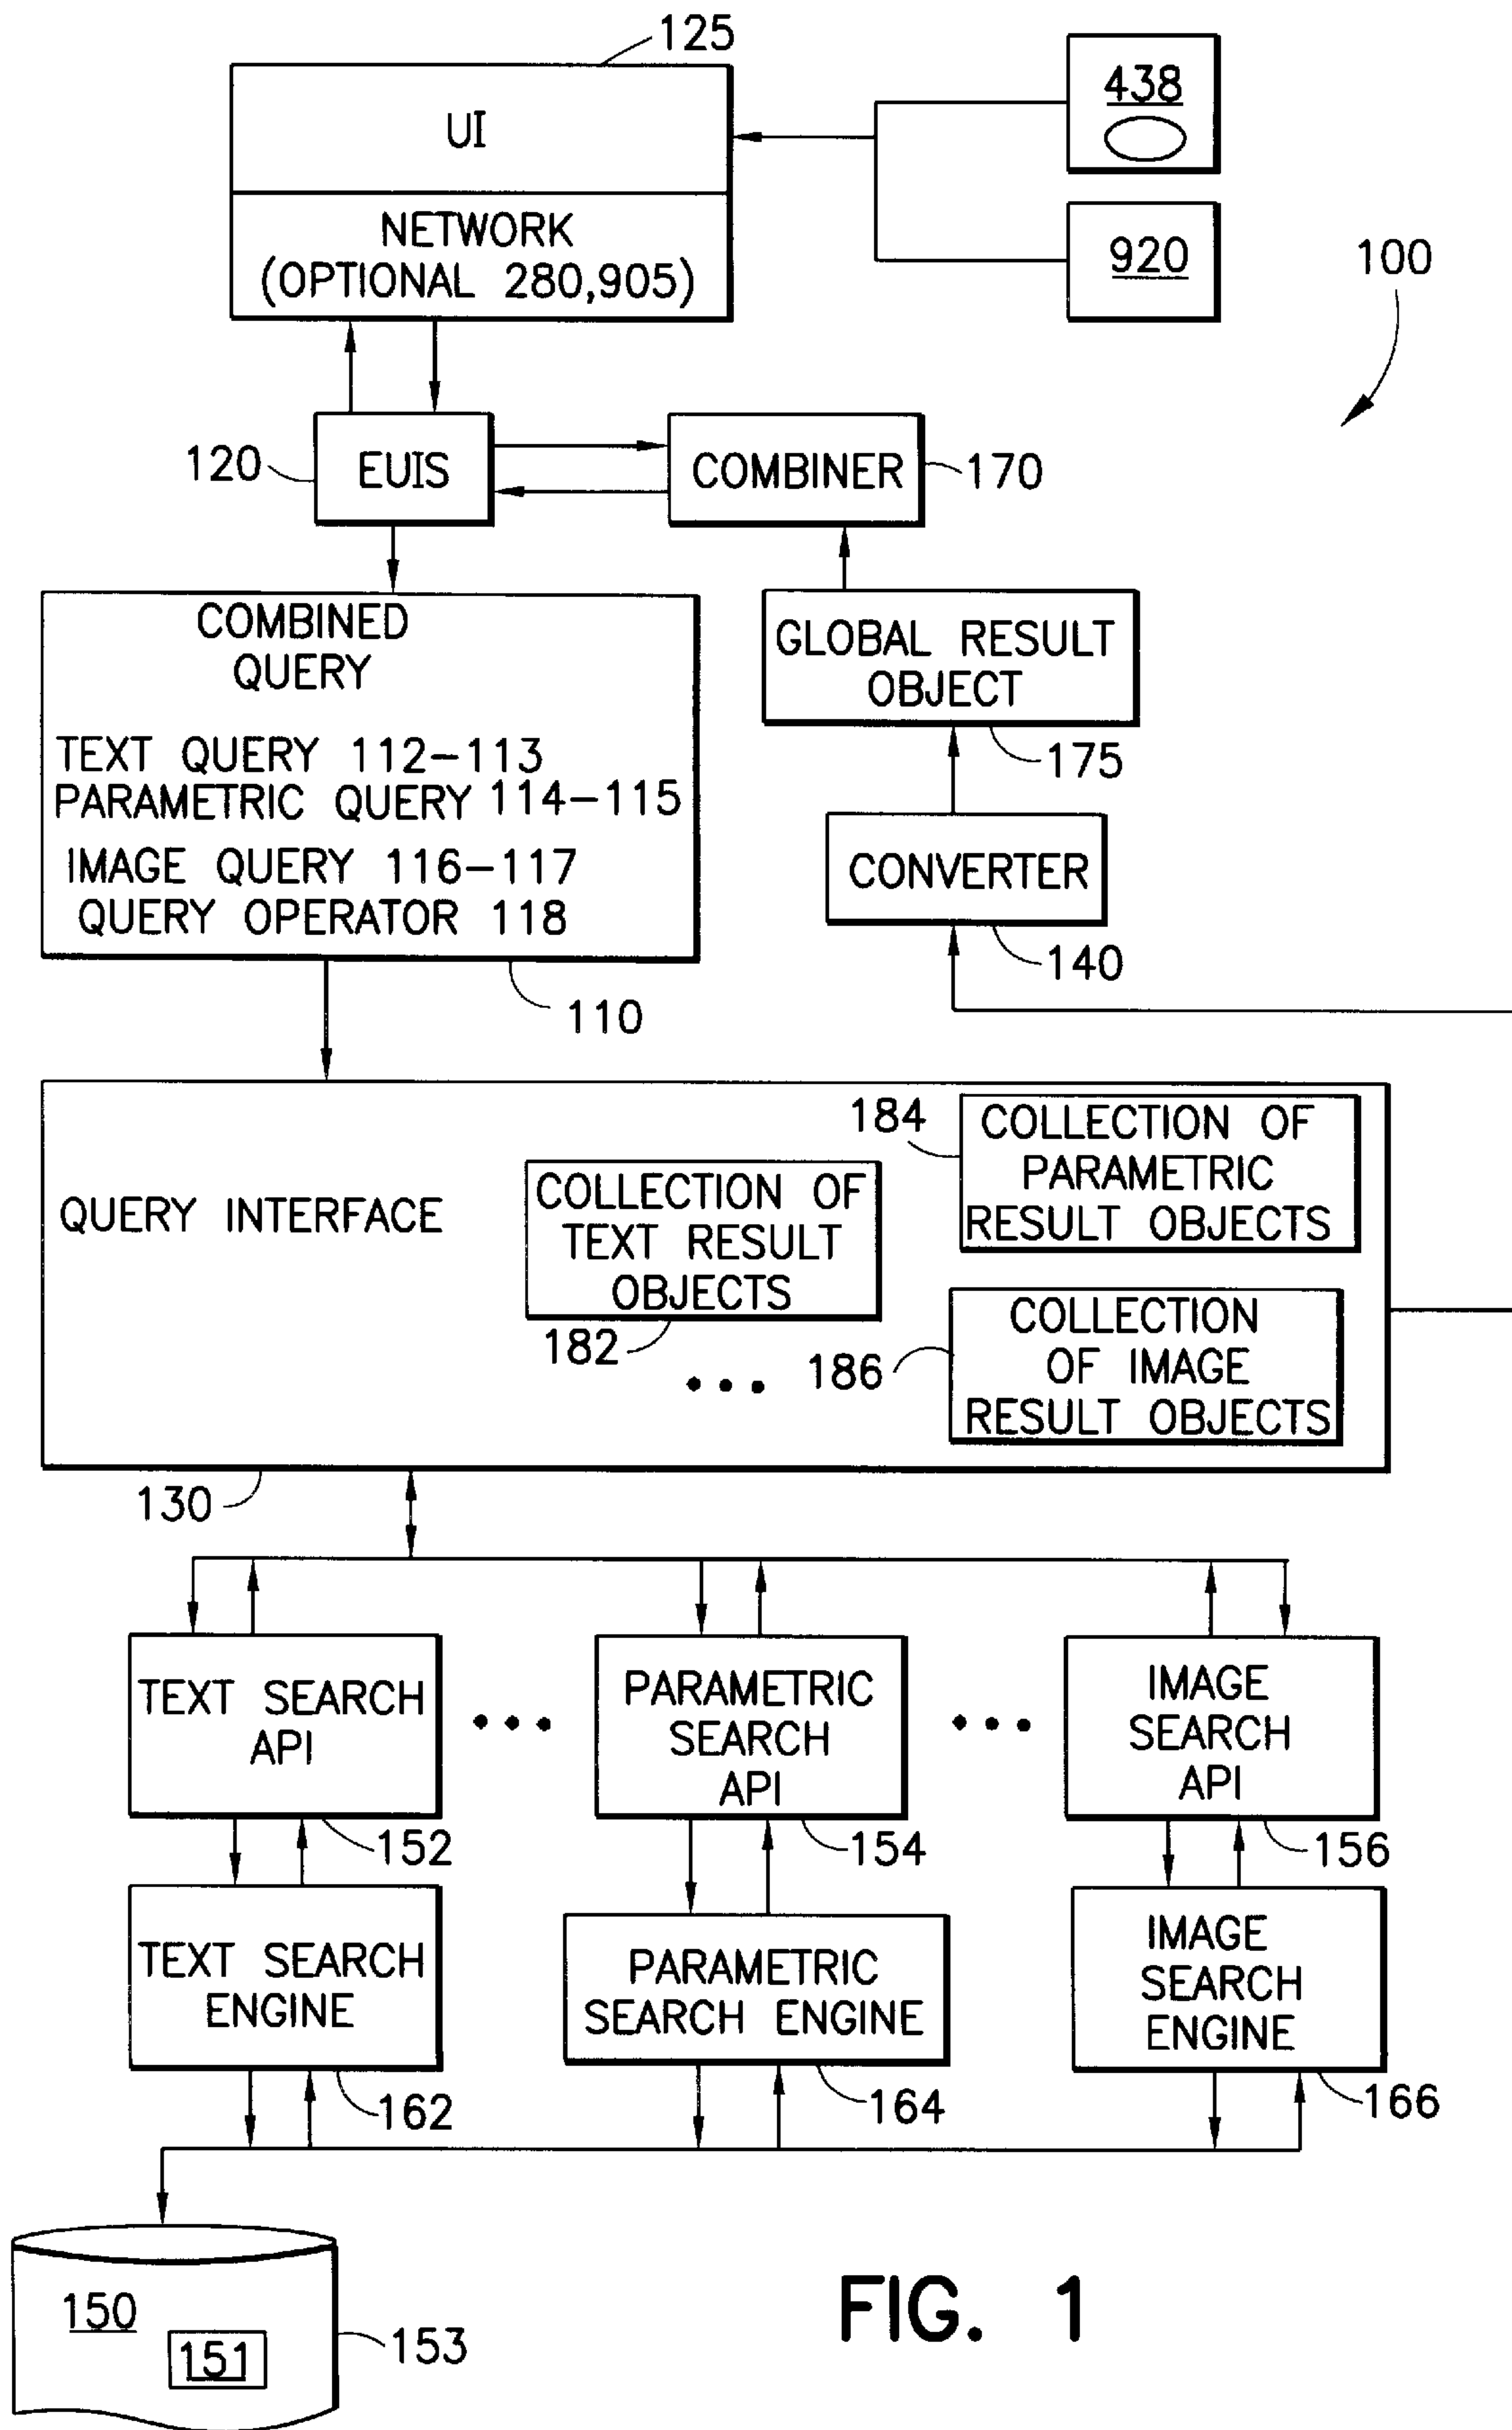 125
438
UI
NETWORK
(OPTIONAL 280,905)
920
100
120
EUIS
COMBINER
170
COMBINED
QUERY
TEXT QUERY 112-113
PARAMETRIC QUERY 114-115
IMAGE QUERY 116-117
QUERY OPERATOR 118
110
GLOBAL RESULT
OBJECT
175
CONVERTER
140
QUERY INTERFACE
COLLECTION OF
TEXT RESULT
OBJECTS
182
184
COLLECTION OF
PARAMETRIC
RESULT OBJECTS
•••
186
COLLECTION
OF IMAGE
RESULT OBJECTS
130
TEXT SEARCH
API
152
•••
PARAMETRIC
SEARCH
API
154
•••
IMAGE
SEARCH
API
156
TEXT SEARCH
ENGINE
162
PARAMETRIC
SEARCH ENGINE
164
IMAGE
SEARCH
ENGINE
166
150
151
153
FIG. 1